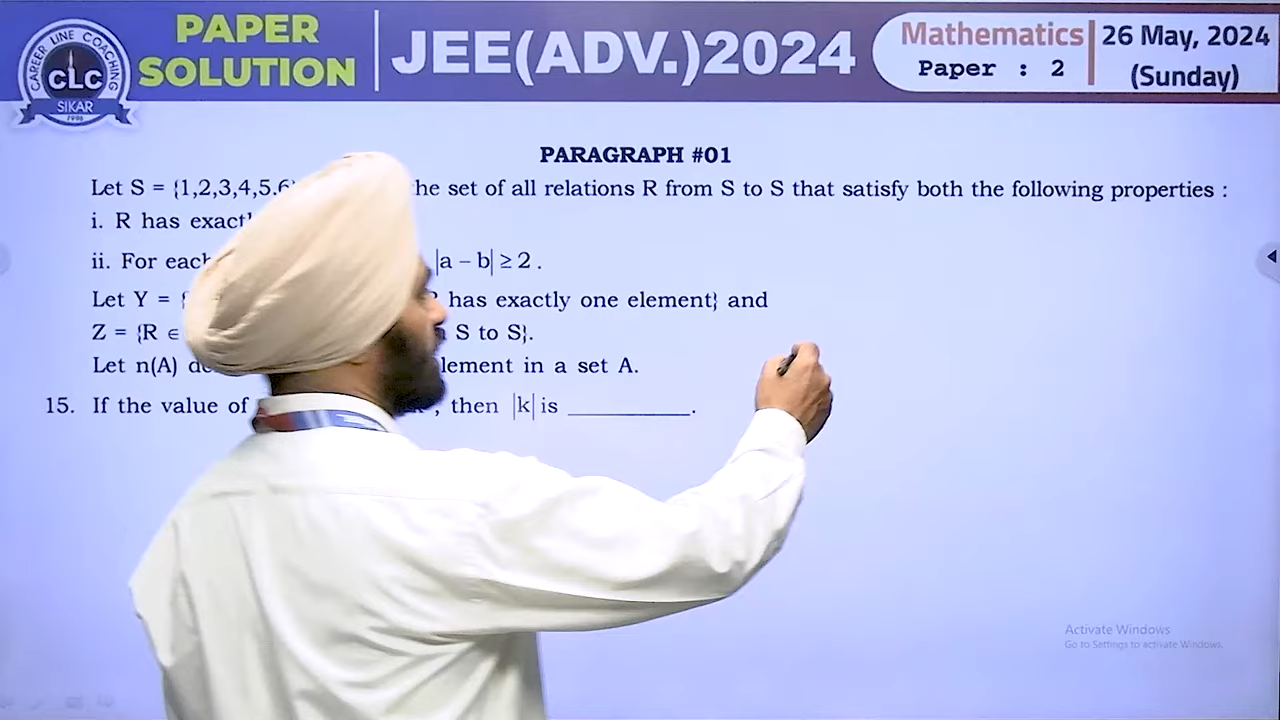 CAREER LINE COACHING
CLC
SIKAR
1996
PAPER
SOLUTION
JEE(ADV.)2024
Mathematics
Paper : 2
26 May, 2024
(Sunday)
PARAGRAPH #01
Let S = {1,2,3,4,5,6 he set of all relations R from S to S that satisfy both the following properties :
i. R has exact
ii. For each |a – b| ≥ 2 .
Let Y = { has exactly one element} and
Z = {R ∈ S to S}.
Let n(A) lement in a set A.
15. If the value of , then |k| is __________.
Activate Windows
Go to Settings to activate Windows.